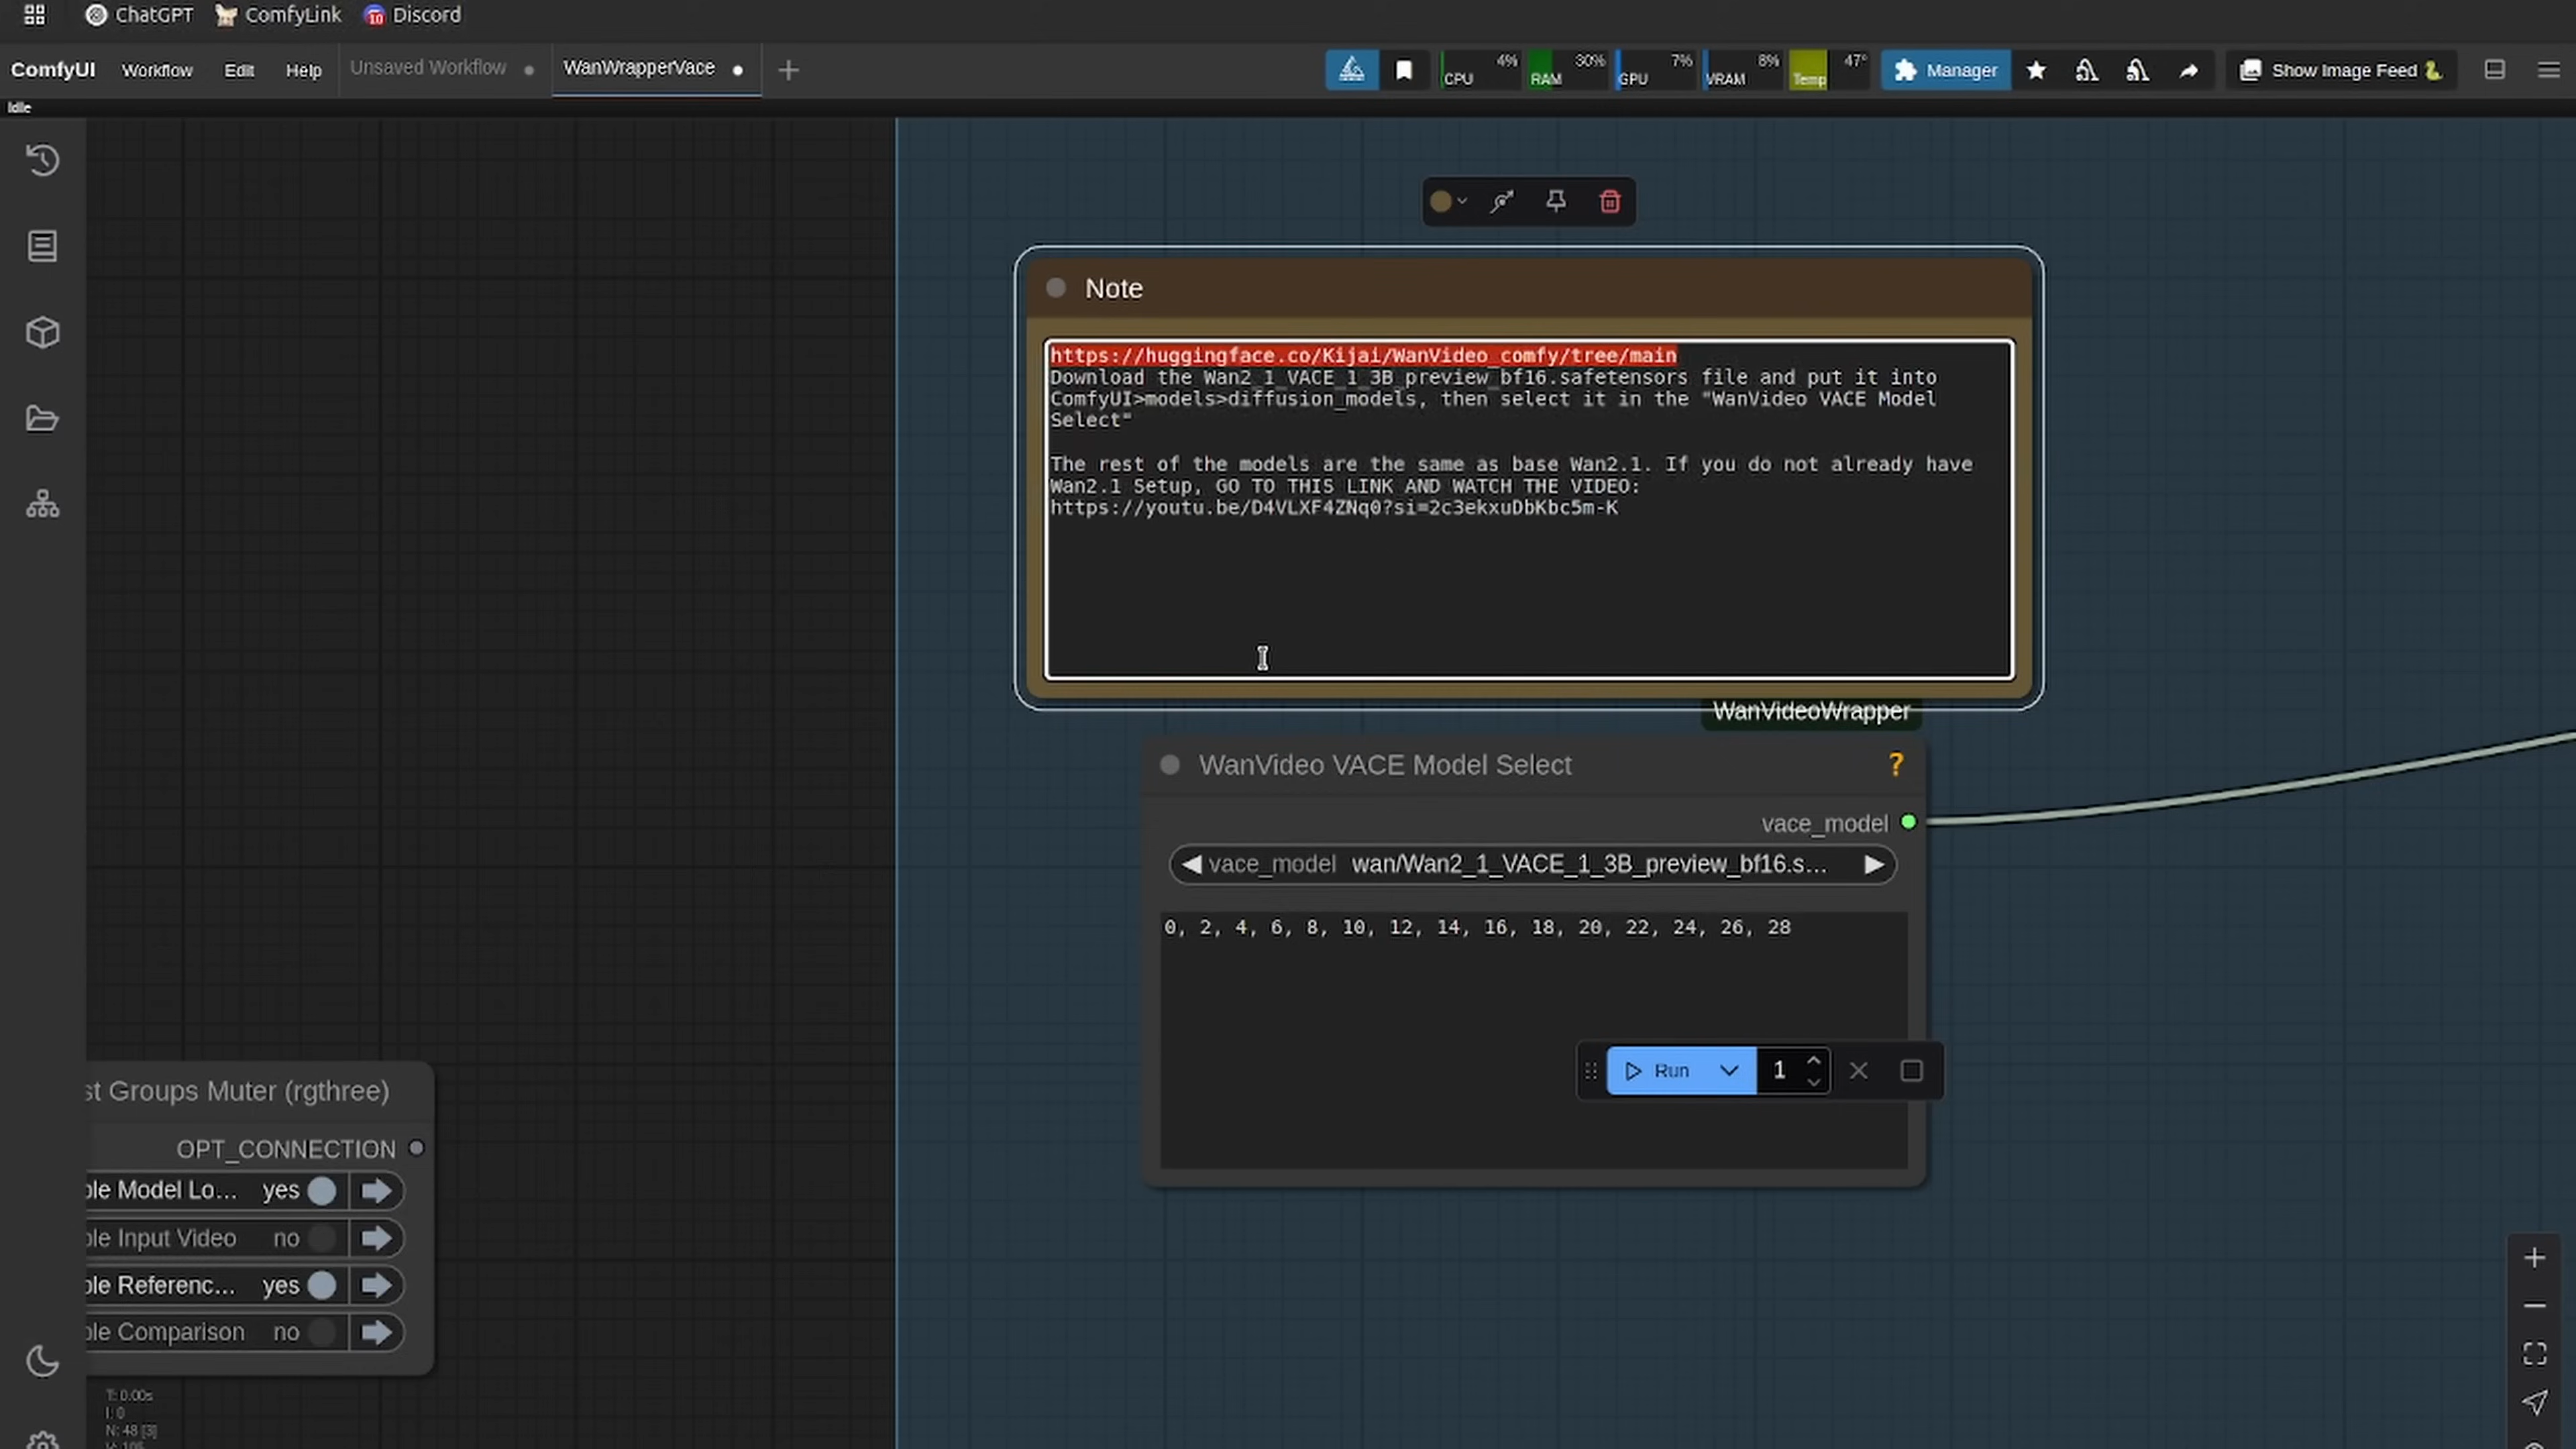 ChatGPT ComfyLink Discord
ComfyUI Workflow Edit Help Unsaved Workflow WanWrapperVace
CPU 4% RAM 30% GPU 7% VRAM 8% Temp 47° Manager Show Image Feed
Idle
Note
https://huggingface.co/Kijai/WanVideo_comfy/tree/main
Download the Wan2_1_VACE_1_3B_preview_bf16.safetensors file and put it into
ComfyUI>models>diffusion_models, then select it in the "WanVideo VACE Model
Select"
The rest of the models are the same as base Wan2.1. If you do not already have
Wan2.1 Setup, GO TO THIS LINK AND WATCH THE VIDEO:
https://youtu.be/D4VLXF4ZNq0?si=2c3ekxuDbKbc5m-K
WanVideoWrapper
WanVideo VACE Model Select ?
vace_model
vace_model wan/Wan2_1_VACE_1_3B_preview_bf16.s...
0, 2, 4, 6, 8, 10, 12, 14, 16, 18, 20, 22, 24, 26, 28
Run 1
st Groups Muter (rgthree)
OPT_CONNECTION
ble Model Lo... yes
ble Input Video no
ble Referenc... yes
ble Comparison no
T: 0.00s
I: 0
N: 48 [3]